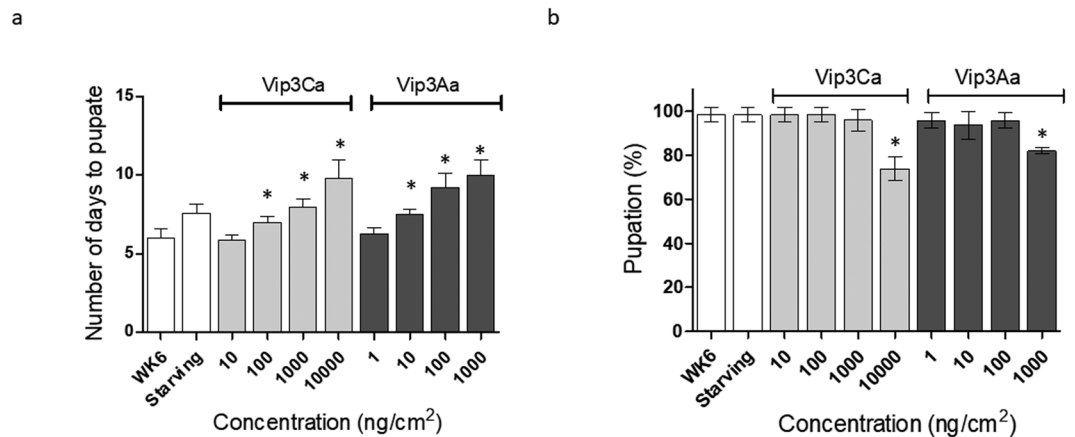 a
Vip3Ca
Vip3Aa
Number of days to pupate
15
10
5
0
*
*
*
*
*
*
WK6
Starving
10
100
1000
10000
1
10
100
1000
Concentration (ng/cm²)
b
Vip3Ca
Vip3Aa
Pupation (%)
100
80
60
40
20
0
*
*
WK6
Starving
10
100
1000
10000
1
10
100
1000
Concentration (ng/cm²)